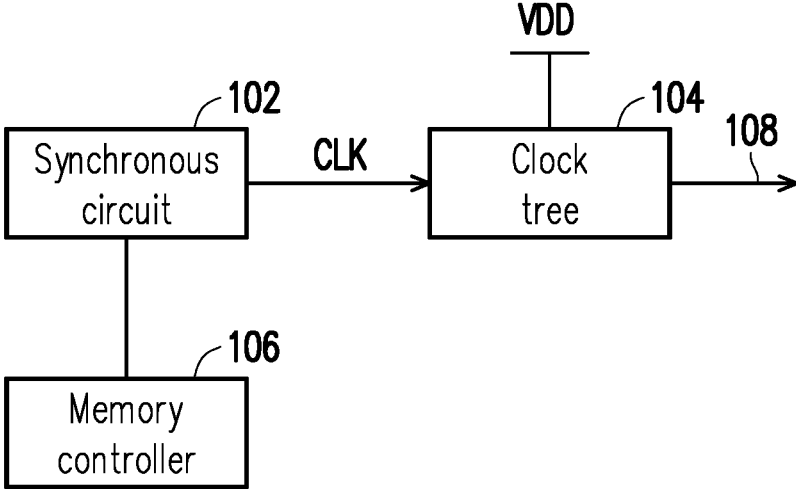 VDD
102
104
108
Synchronous
circuit
CLK
Clock
tree
106
Memory
controller